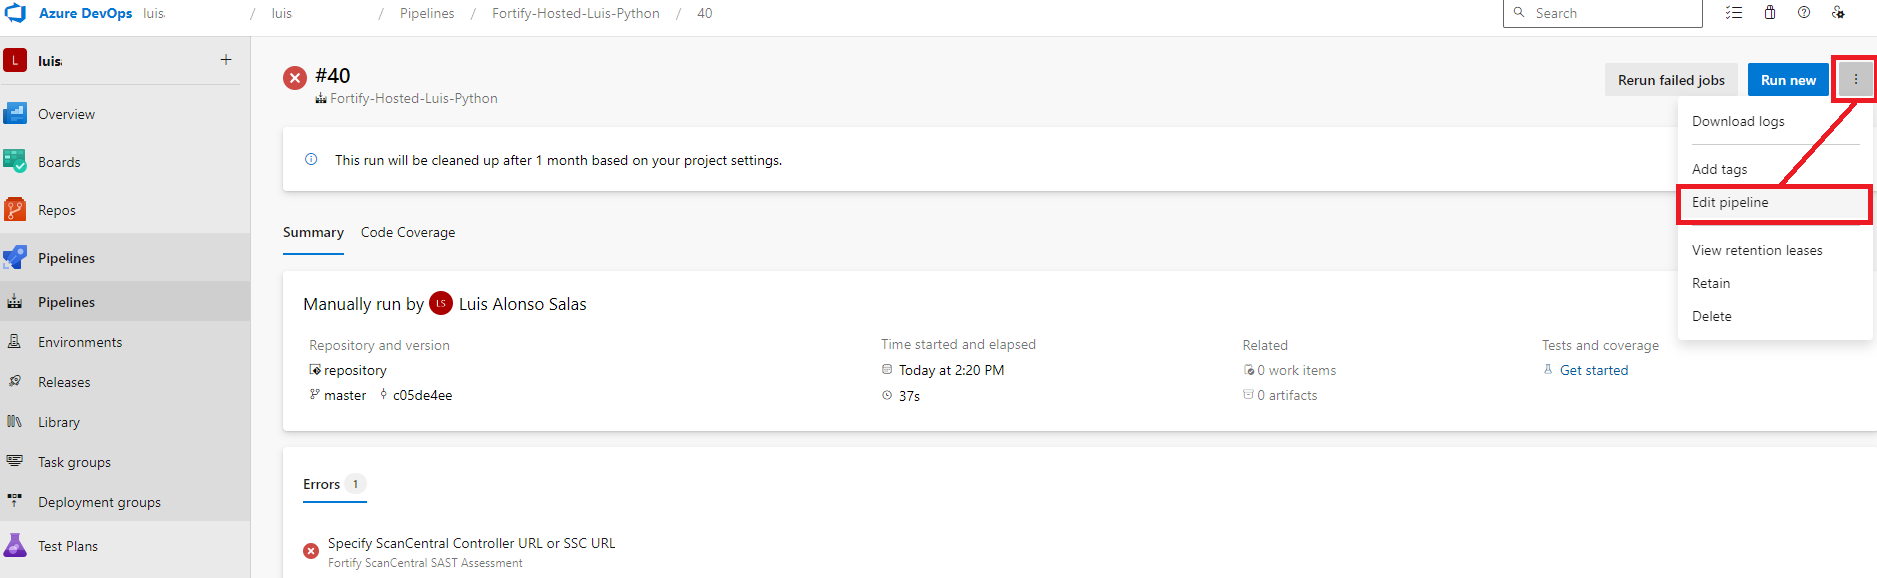 Azure DevOps luis / luis / Pipelines / Fortify-Hosted-Luis-Python / 40
Search
L luis +
Overview
Boards
Repos
Pipelines
Pipelines
Environments
Releases
Library
Task groups
Deployment groups
Test Plans
#40
Fortify-Hosted-Luis-Python
Rerun failed jobs
Run new
Download logs
Add tags
Edit pipeline
View retention leases
Retain
Delete
This run will be cleaned up after 1 month based on your project settings.
Summary Code Coverage
Manually run by LS Luis Alonso Salas
Repository and version
repository
master c05de4ee
Time started and elapsed
Today at 2:20 PM
37s
Related
0 work items
0 artifacts
Tests and coverage
Get started
Errors 1
Specify ScanCentral Controller URL or SSC URL
Fortify ScanCentral SAST Assessment